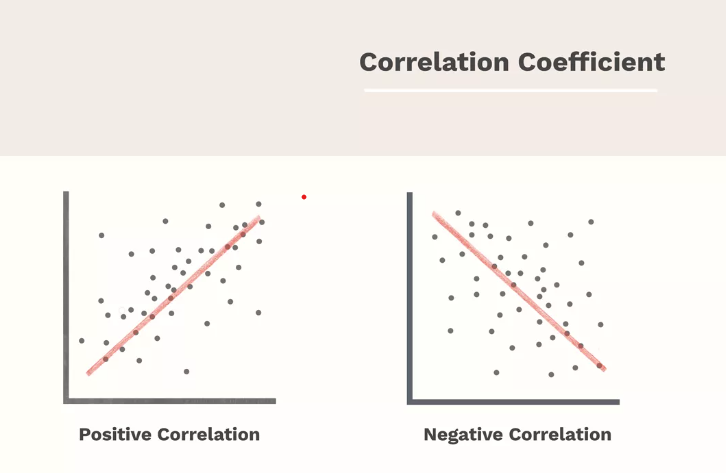 Correlation Coefficient
Positive Correlation
Negative Correlation